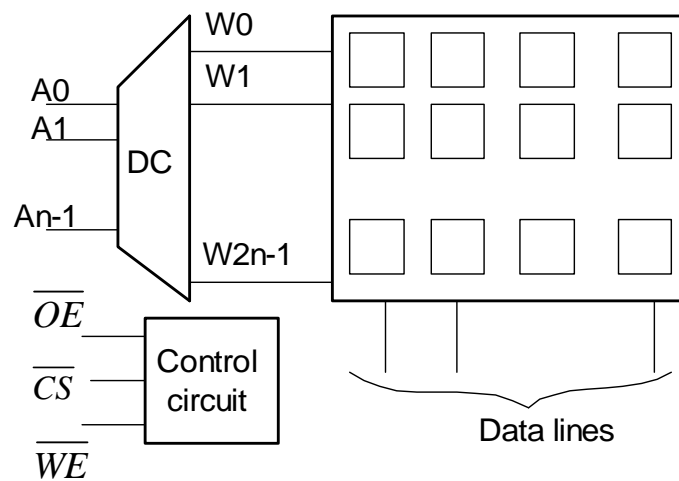 W0
W1
A0
A1
DC
An-1
W2n-1
OE
CS
WE
Control
circuit
Data lines